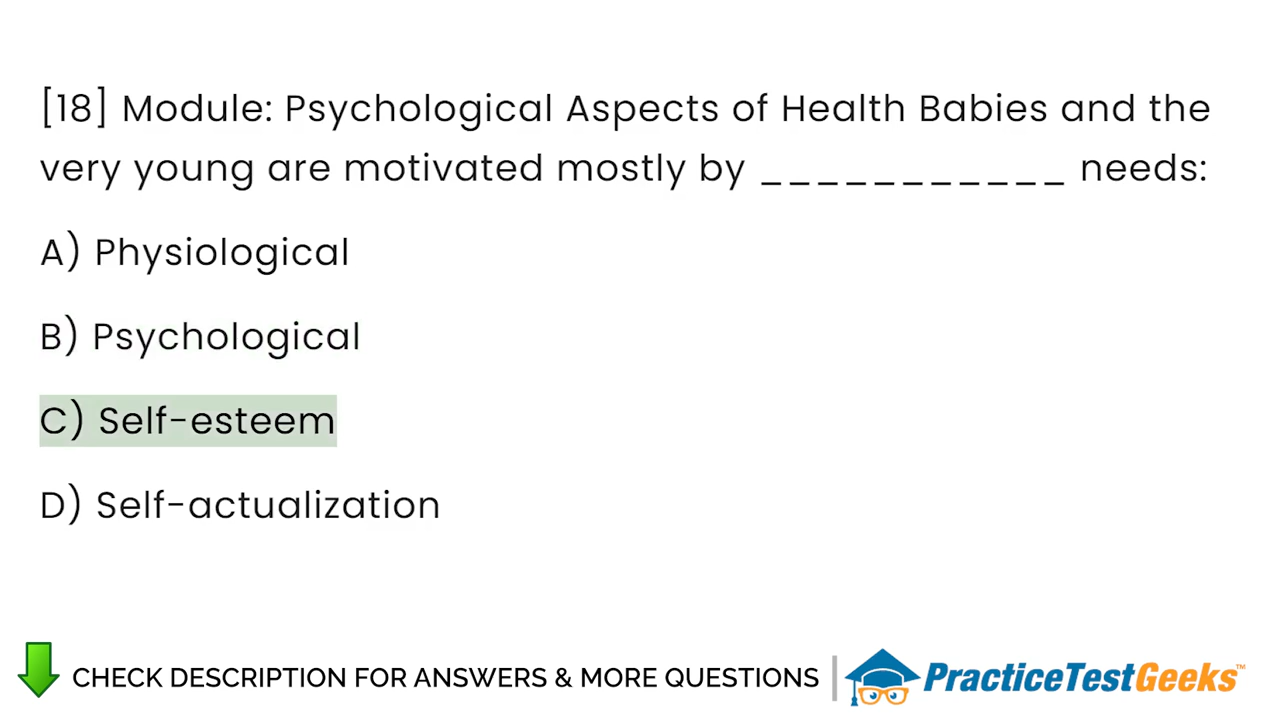 [18] Module: Psychological Aspects of Health Babies and the
very young are motivated mostly by ___________ needs:
A) Physiological
B) Psychological
C) Self-esteem
D) Self-actualization
CHECK DESCRIPTION FOR ANSWERS & MORE QUESTIONS
PracticeTestGeeks™